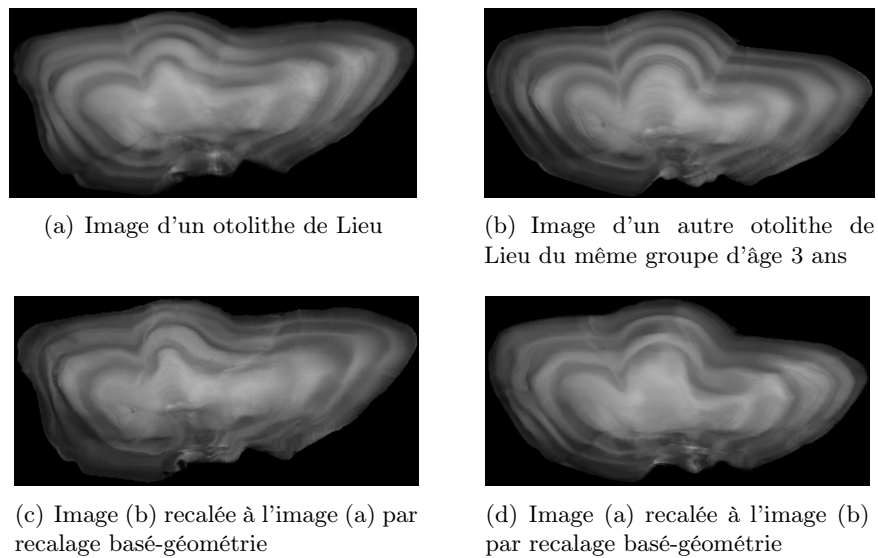 (a) Image d'un otolithe de Lieu
(b) Image d'un autre otolithe de
Lieu du même groupe d'âge 3 ans
(c) Image (b) recalée à l'image (a) par
recalage basé-géométrie
(d) Image (a) recalée à l'image (b)
par recalage basé-géométrie